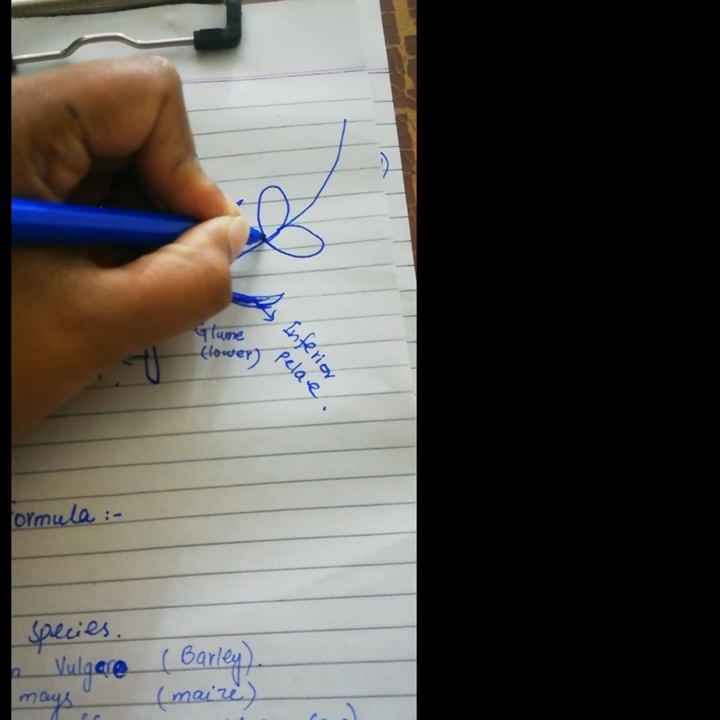 Glume
(lower)
Inferior
pelae.
ormula :-
Species.
Vulgare (Barley).
mays (maize)